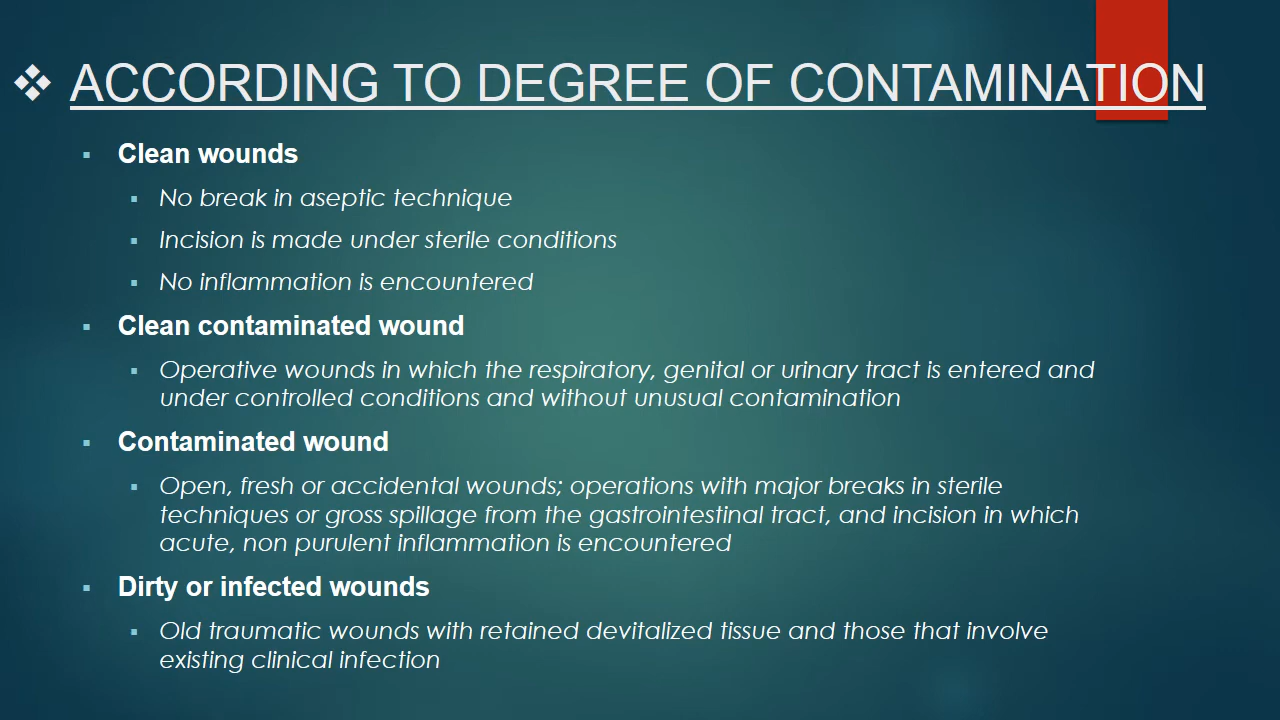 ❖ ACCORDING TO DEGREE OF CONTAMINATION
▪ Clean wounds
▪ No break in aseptic technique
▪ Incision is made under sterile conditions
▪ No inflammation is encountered
▪ Clean contaminated wound
▪ Operative wounds in which the respiratory, genital or urinary tract is entered and
under controlled conditions and without unusual contamination
▪ Contaminated wound
▪ Open, fresh or accidental wounds; operations with major breaks in sterile
techniques or gross spillage from the gastrointestinal tract, and incision in which
acute, non purulent inflammation is encountered
▪ Dirty or infected wounds
▪ Old traumatic wounds with retained devitalized tissue and those that involve
existing clinical infection